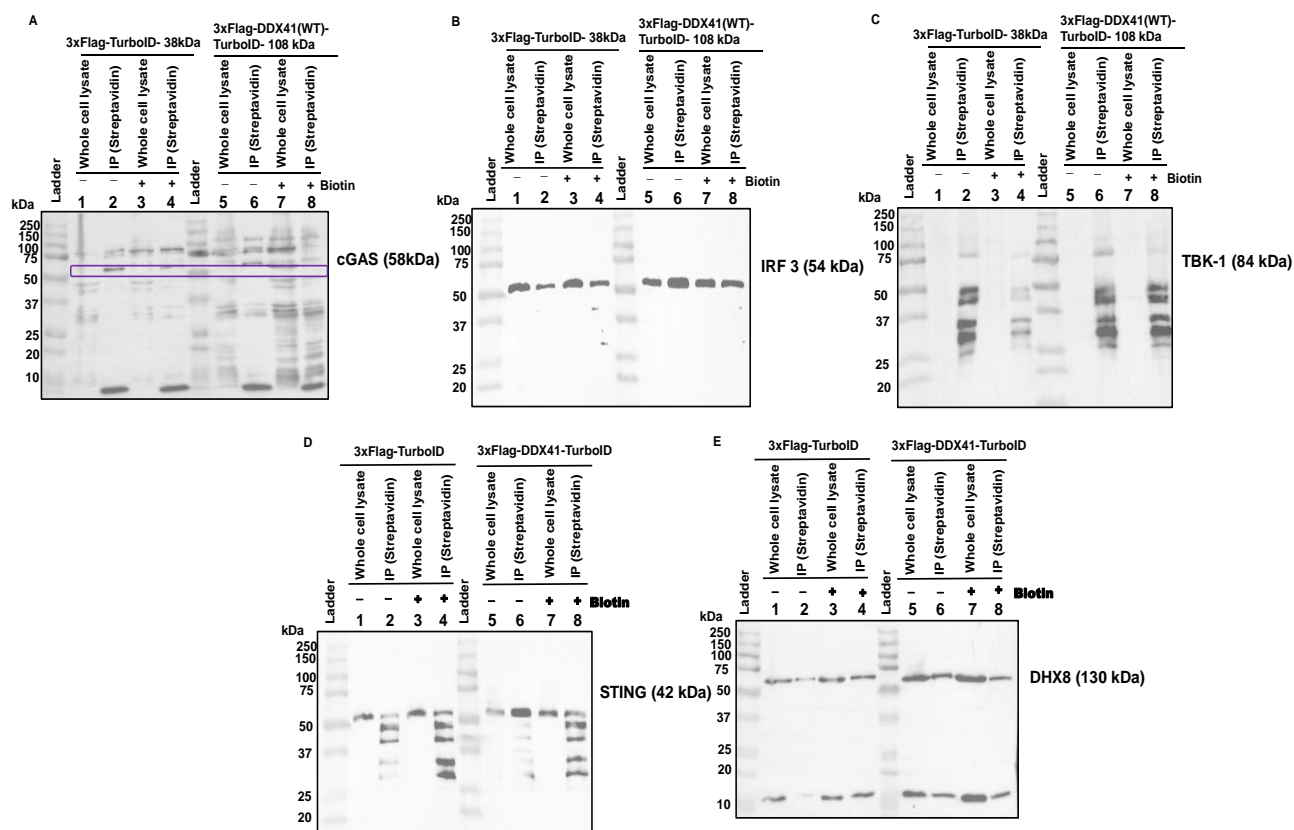 A
3xFlag-TurboID- 38kDa
3xFlag-DDX41(WT)-
TurboID- 108 kDa
Ladder
Whole cell lysate
IP (Streptavidin)
Whole cell lysate
IP (Streptavidin)
Ladder
Whole cell lysate
IP (Streptavidin)
Whole cell lysate
IP (Streptavidin)
– – + + – – + + Biotin
kDa 1 2 3 4 5 6 7 8
250
150
100
75
50
37
25
20
10
cGAS (58kDa)
B
3xFlag-TurboID- 38kDa
3xFlag-DDX41(WT)-
TurboID- 108 kDa
Ladder
Whole cell lysate
IP (Streptavidin)
Whole cell lysate
IP (Streptavidin)
Ladder
Whole cell lysate
IP (Streptavidin)
Whole cell lysate
IP (Streptavidin)
– – + + – – + + Biotin
kDa 1 2 3 4 5 6 7 8
250
150
100
75
50
37
25
20
IRF 3 (54 kDa)
C
3xFlag-TurboID- 38kDa
3xFlag-DDX41(WT)-
TurboID- 108 kDa
Ladder
Whole cell lysate
IP (Streptavidin)
Whole cell lysate
IP (Streptavidin)
Ladder
Whole cell lysate
IP (Streptavidin)
Whole cell lysate
IP (Streptavidin)
– – + + – – + + Biotin
kDa 1 2 3 4 5 6 7 8
250
150
100
75
50
37
25
20
TBK-1 (84 kDa)
D
3xFlag-TurboID
3xFlag-DDX41-TurboID
Ladder
Whole cell lysate
IP (Streptavidin)
Whole cell lysate
IP (Streptavidin)
Ladder
Whole cell lysate
IP (Streptavidin)
Whole cell lysate
IP (Streptavidin)
– – + + – – + + Biotin
1 2 3 4 5 6 7 8
kDa
250
150
100
75
50
37
25
20
STING (42 kDa)
E
3xFlag-TurboID
3xFlag-DDX41-TurboID
Ladder
Whole cell lysate
IP (Streptavidin)
Whole cell lysate
IP (Streptavidin)
Ladder
Whole cell lysate
IP (Streptavidin)
Whole cell lysate
IP (Streptavidin)
– – + + – – + + Biotin
1 2 3 4 5 6 7 8
kDa
250
150
100
75
50
37
25
20
10
DHX8 (130 kDa)